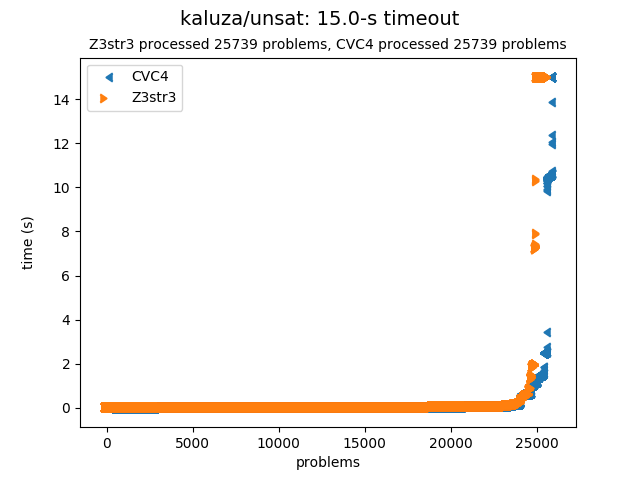 kaluza/unsat: 15.0-s timeout
Z3str3 processed 25739 problems, CVC4 processed 25739 problems
CVC4
Z3str3
14
12
10
8
6
4
2
0
time (s)
0 5000 10000 15000 20000 25000
problems